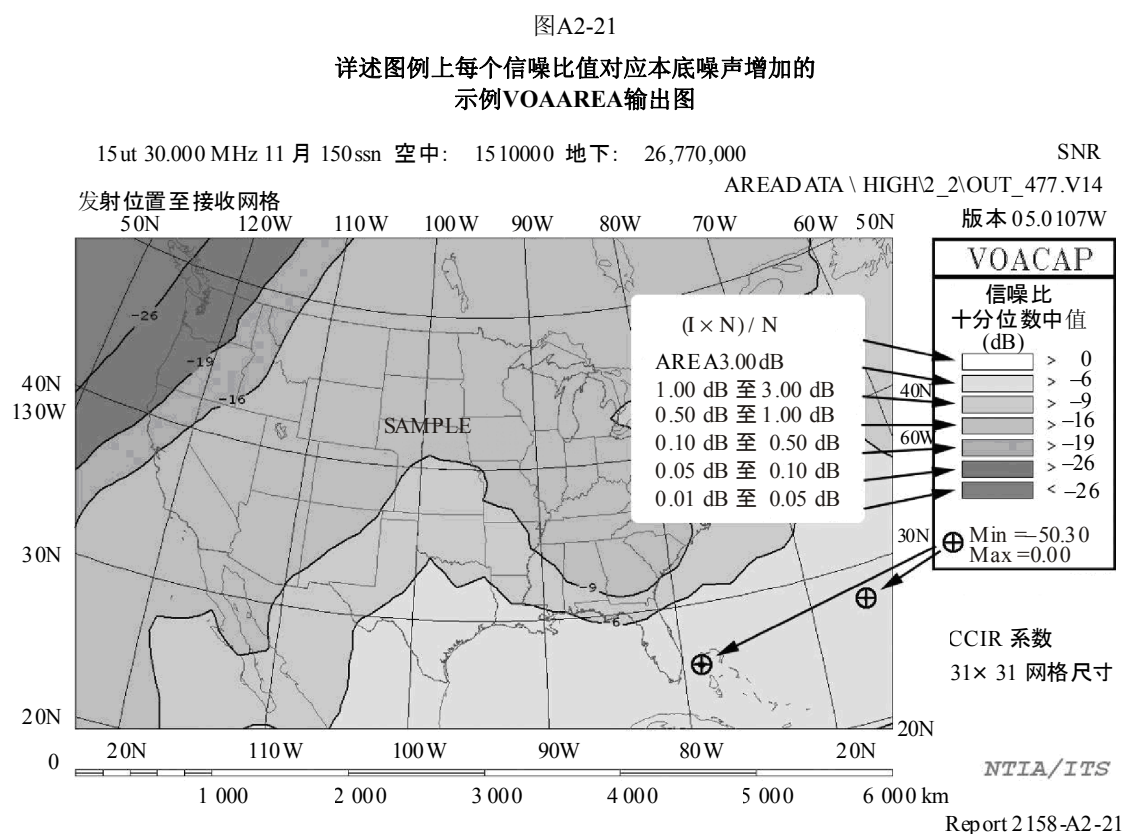 图A2-21
详述图例上每个信噪比值对应本底噪声增加的
示例VOAAREA输出图
15ut 30.000 MHz 11 月 150ssn 空中： 1510000 地下： 26,770,000 SNR
AREADATA \ HIGH\2_2\OUT_477.V14
发射位置至接收网格 版本 05.0107W
50N 120W 110W 100W 90W 80W 70W 60W 50N
VOACAP
信噪比
十分位数中值
(dB)
> 0
> –6
> –9
> –16
> –19
> –26
< –26
(I × N) / N
AREA3.00dB
1.00 dB 至 3.00 dB
0.50 dB 至 1.00 dB
0.10 dB 至 0.50 dB
0.05 dB 至 0.10 dB
0.01 dB 至 0.05 dB
-26
-19
-16
SAMPLE
-9
-6
40N
130W
30N
20N
40N
60W
30N
20N
Min =–50.30
Max =0.00
CCIR 系数
31× 31 网格尺寸
20N 110W 100W 90W 80W 20N
0
1 000 2 000 3 000 4 000 5 000 6 000 km
NTIA/ITS
Report 2158-A2-21